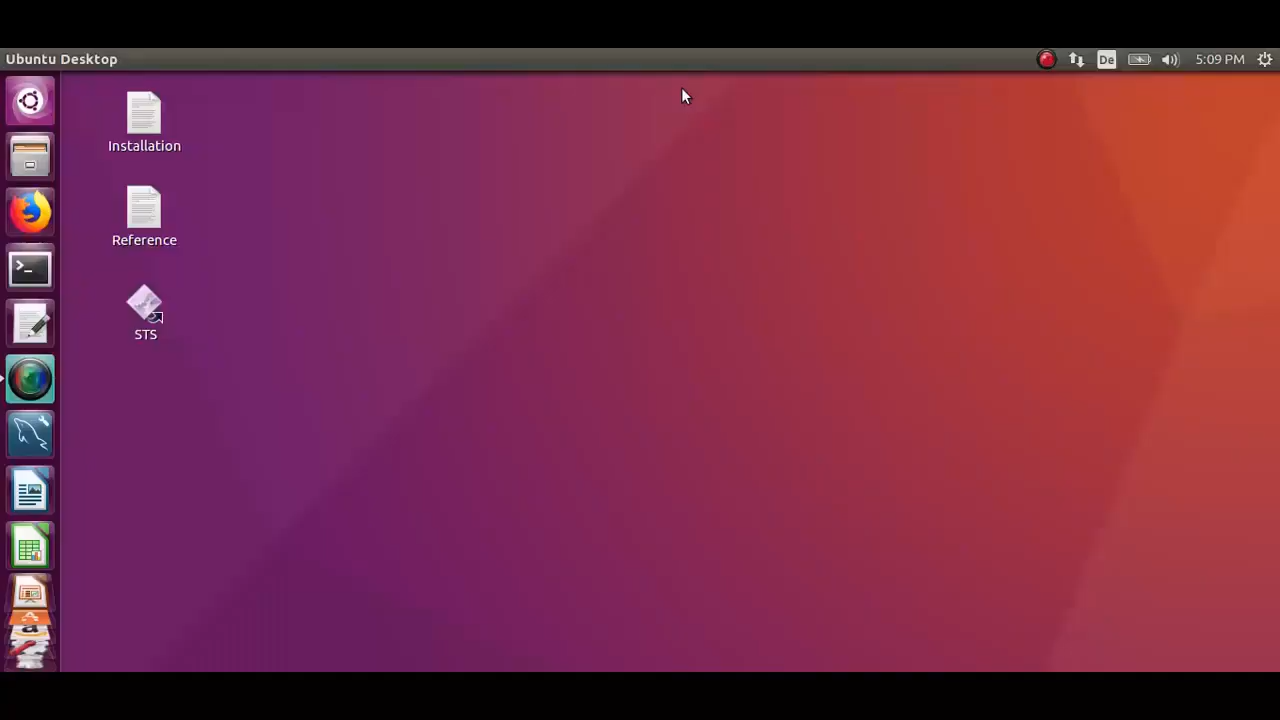 Ubuntu Desktop
De
5:09 PM
Installation
Reference
STS